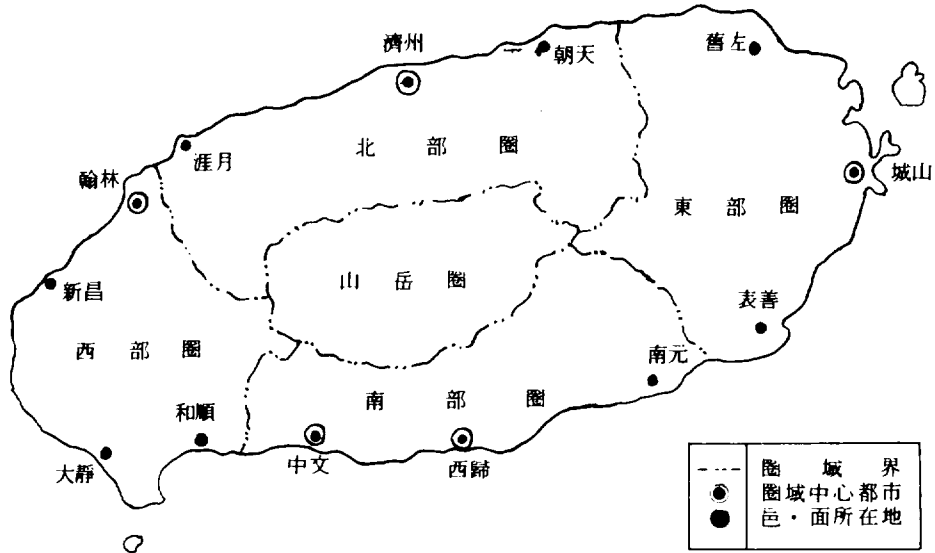 濟州
朝天
舊左
涯月
北部圈
翰林
城山
東部圈
山岳圈
新昌
表善
西部圈
南元
南部圈
和順
大靜
中文
西歸
圈域界
圈域中心都市
邑・面所在地